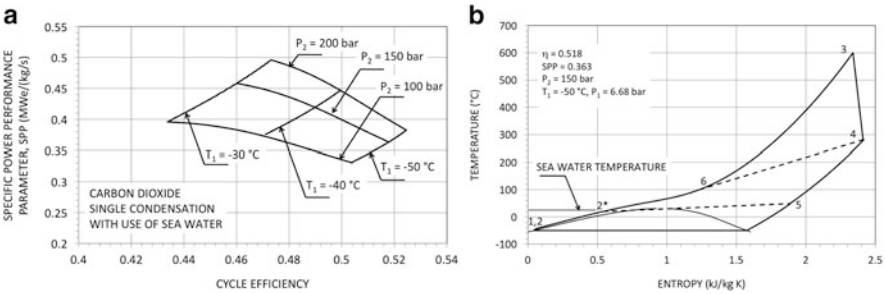 a
SPECIFIC POWER PERFORMANCE
PARAMETER, SPP (MWe/(kg/s)
0.55
0.5
0.45
0.4
0.35
0.3
0.25
0.2
P₂ = 200 bar
P₂ = 150 bar
P₂ = 100 bar
T₁ = -30 °C
T₁ = -40 °C
T₁ = -50 °C
CARBON DIOXIDE
SINGLE CONDENSATION
WITH USE OF SEA WATER
0.4 0.42 0.44 0.46 0.48 0.5 0.52 0.54
CYCLE EFFICIENCY
b
TEMPERATURE (°C)
700
600
500
400
300
200
100
0
-100
η = 0.518
SPP = 0.363
P₂ = 150 bar
T₁ = -50 °C, P₁ = 6.68 bar
SEA WATER TEMPERATURE
3
4
6
5
2*
1,2
0 0.5 1 1.5 2 2.5
ENTROPY (kJ/kg K)